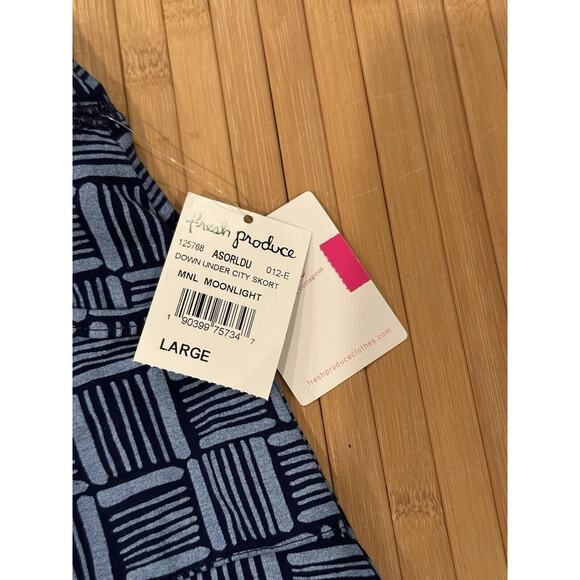 fresh produce
125768 ASORLDU 012-E
DOWN UNDER CITY SKORT
MNL MOONLIGHT
1 90399 75734 7
LARGE
freshproduceclothes.com